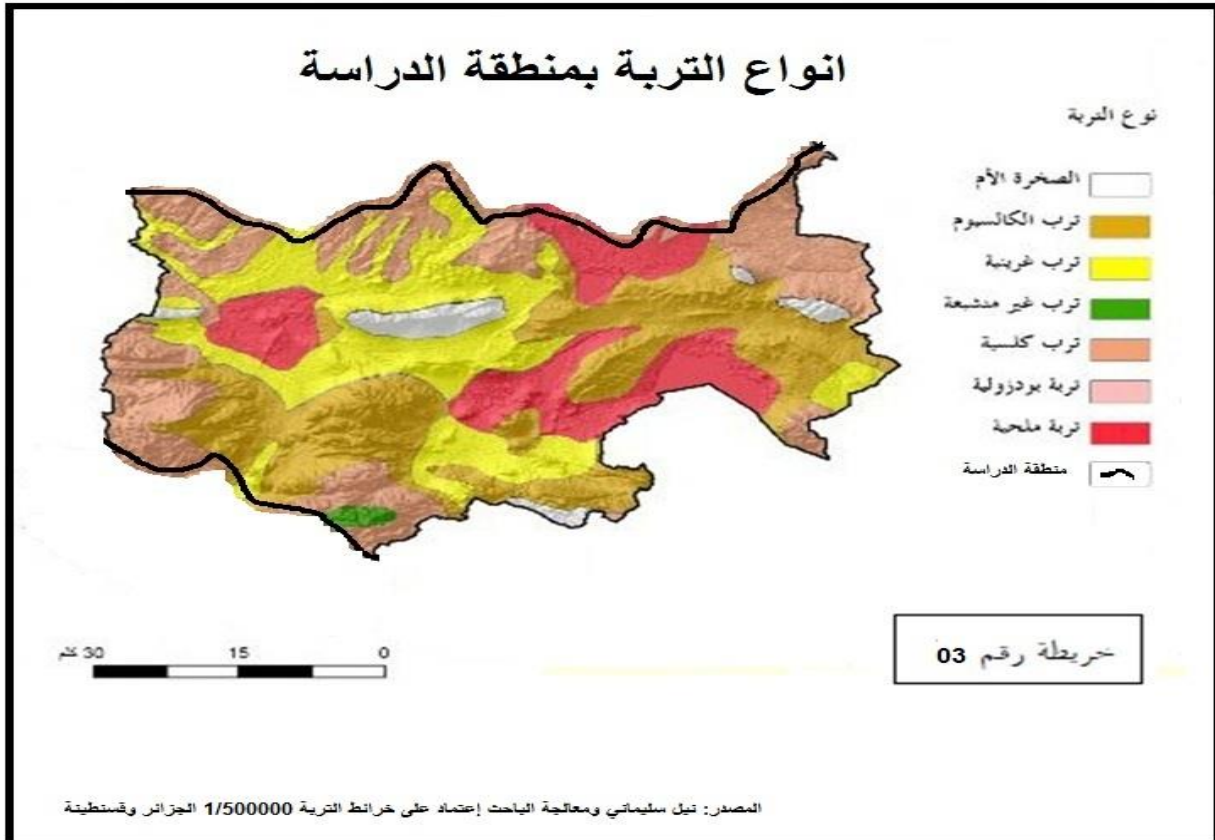 انواع التربة بمنطقة الدراسة
نوع التربة
الصخرة الأم
ترب الكالسيوم
ترب غرينية
ترب غير متشبعة
ترب كلسية
تربة بودزولية
تربة ملحية
منطقة الدراسة
خريطة رقم 03
30 كلم 15 0
المصدر: نيل سليماني ومعالجة الباحث إعتماد على خرائط التربة 1/500000 الجزائر وقسنطينة